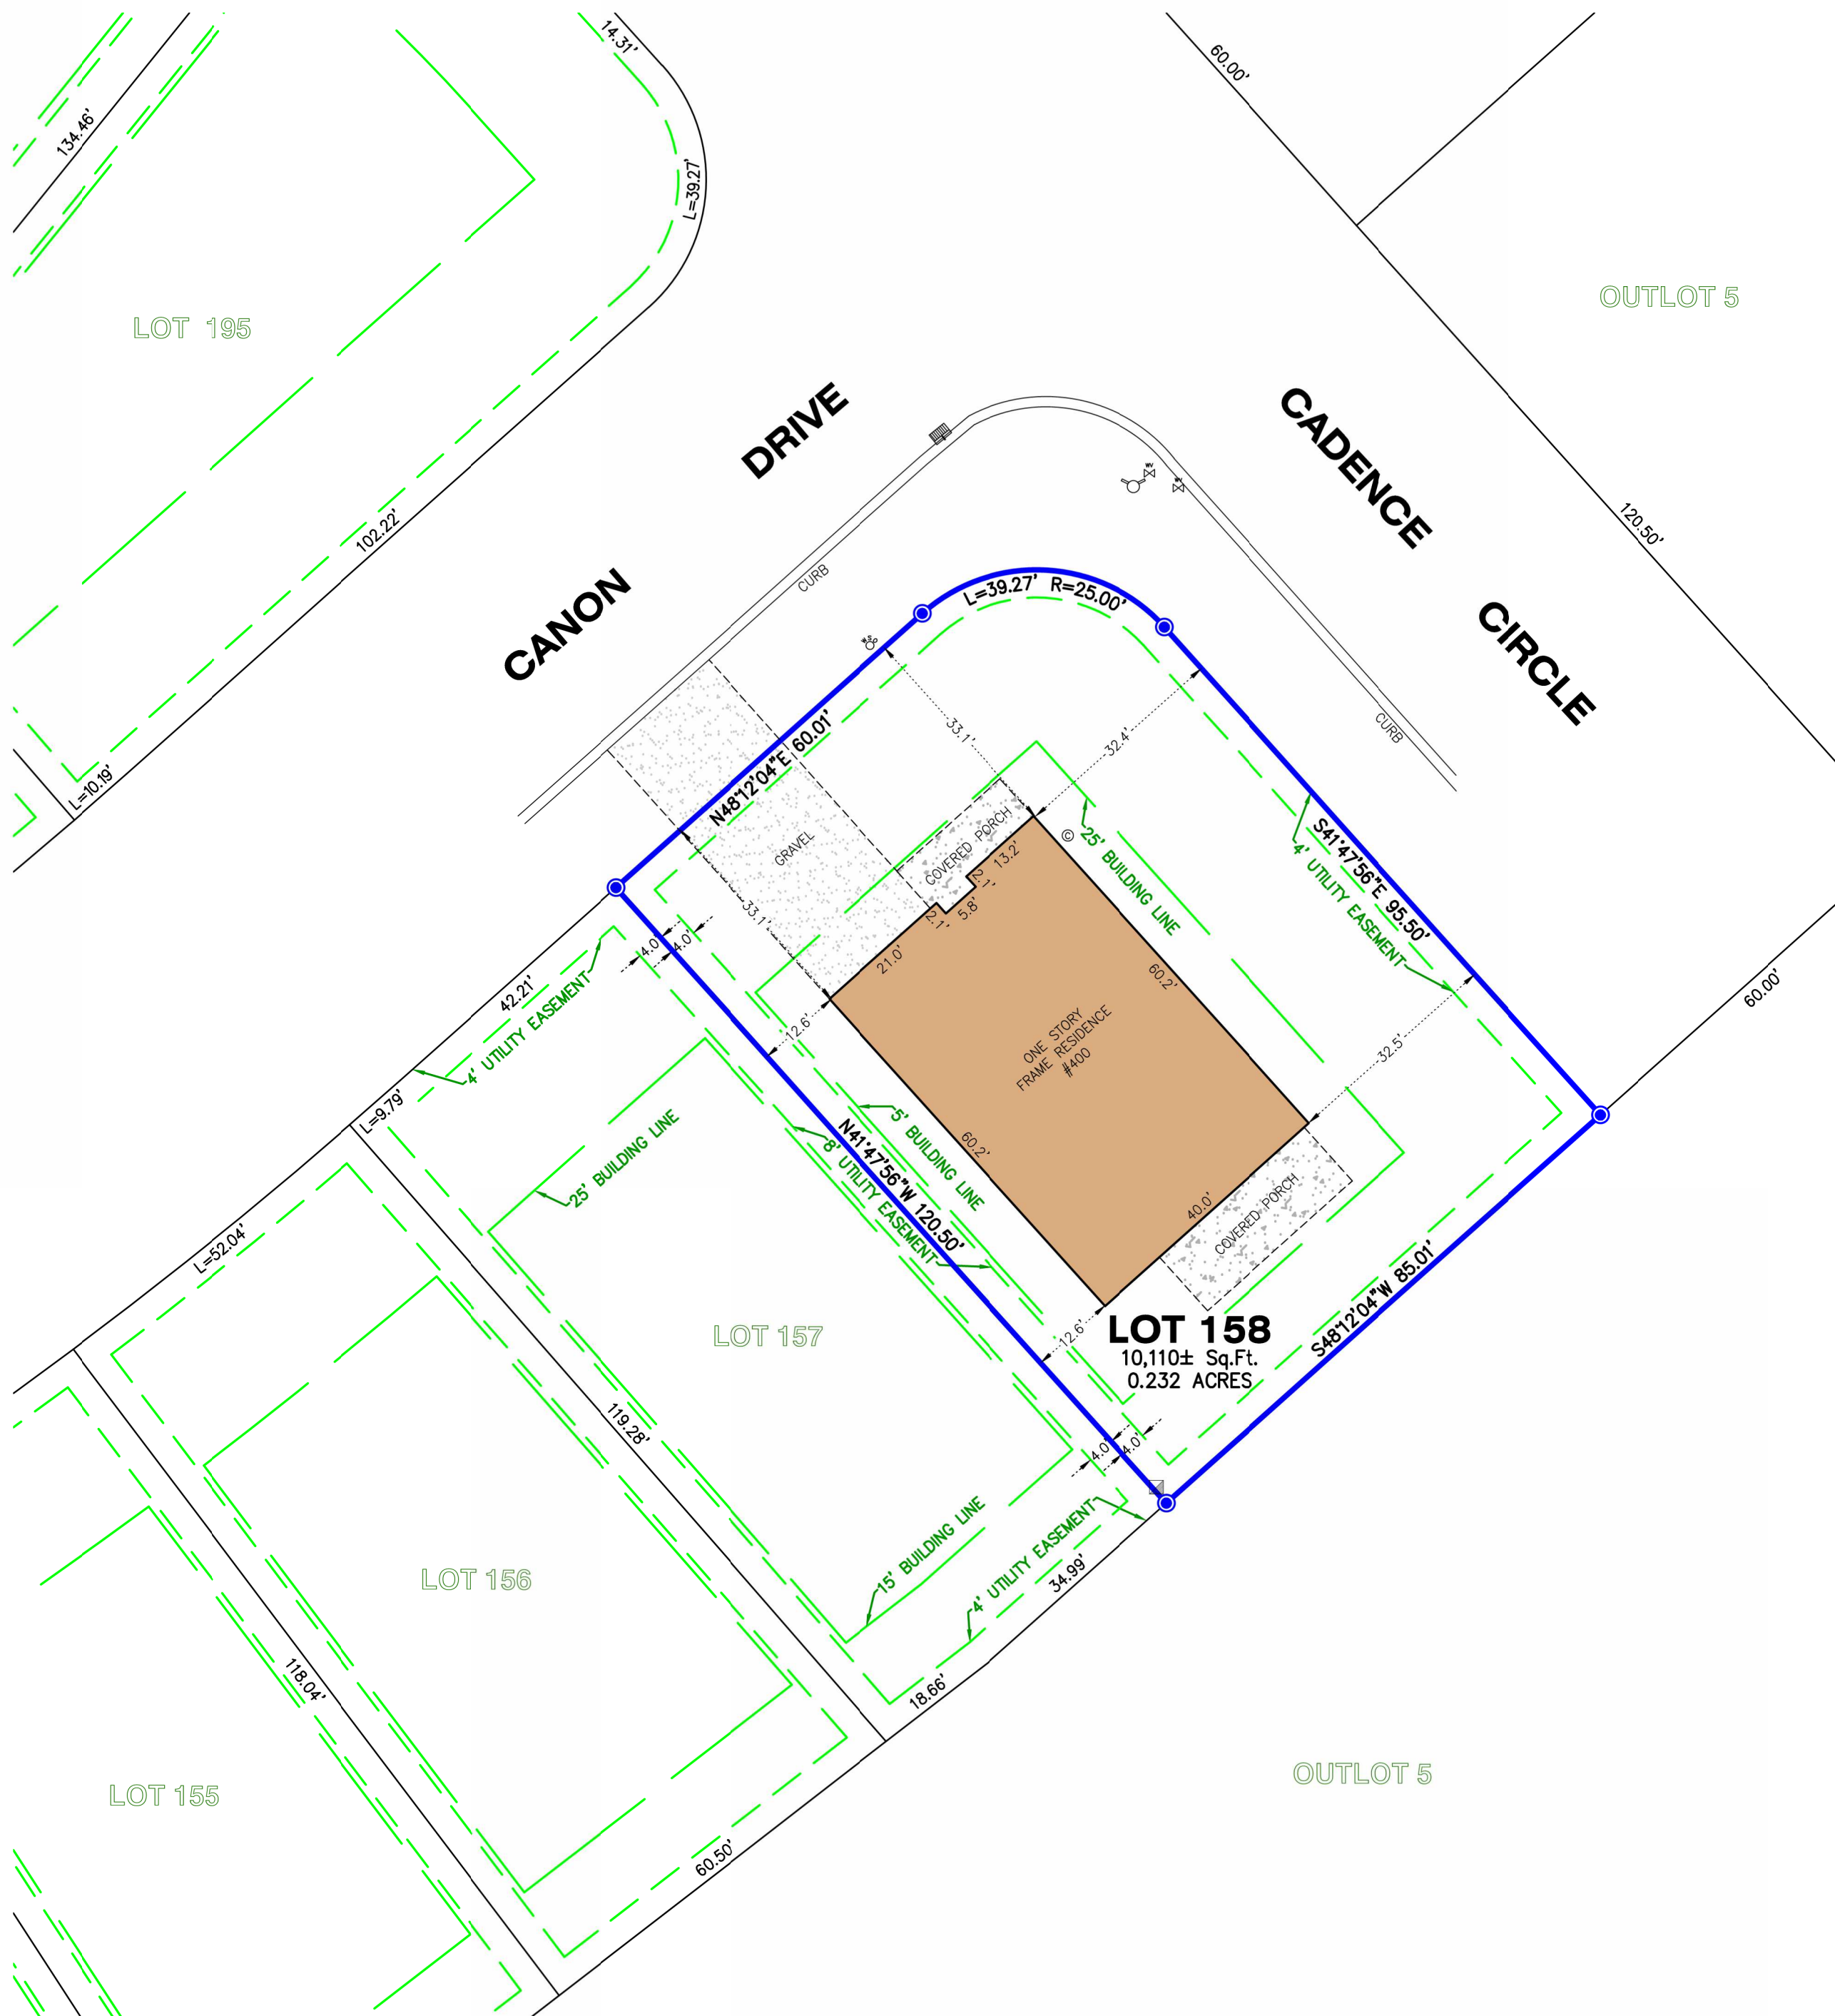 14.31'
60.00'
134.46'
L=39.27'
OUTLOT 5
LOT 195
DRIVE
CADENCE
120.50'
102.22'
CANON
CURB
L=39.27' R=25.00'
WV
WV
CIRCLE
CURB
33.1'
32.4'
N48°12'04"E 60.01'
L=10.19'
GRAVEL
COVERED PORCH
©
25' BUILDING LINE
S41°47'56"E 95.50'
4' UTILITY EASEMENT
13.2'
2.1'
5.8'
2.1'
33.1'
4.0'
4.0'
21.0'
60.2'
42.21'
4' UTILITY EASEMENT
60.00'
12.6'
ONE STORY
FRAME RESIDENCE
#400
32.5'
L=9.79'
5' BUILDING LINE
N41°47'56"W 120.50'
8' UTILITY EASEMENT
60.2'
25' BUILDING LINE
40.0'
COVERED PORCH
L=52.04'
S48°12'04"W 85.01'
LOT 157
12.6'
LOT 158
10,110± Sq.Ft.
0.232 ACRES
119.28'
4.0'
4.0'
15' BUILDING LINE
4' UTILITY EASEMENT
34.99'
LOT 156
118.04'
18.66'
LOT 155
OUTLOT 5
60.50'